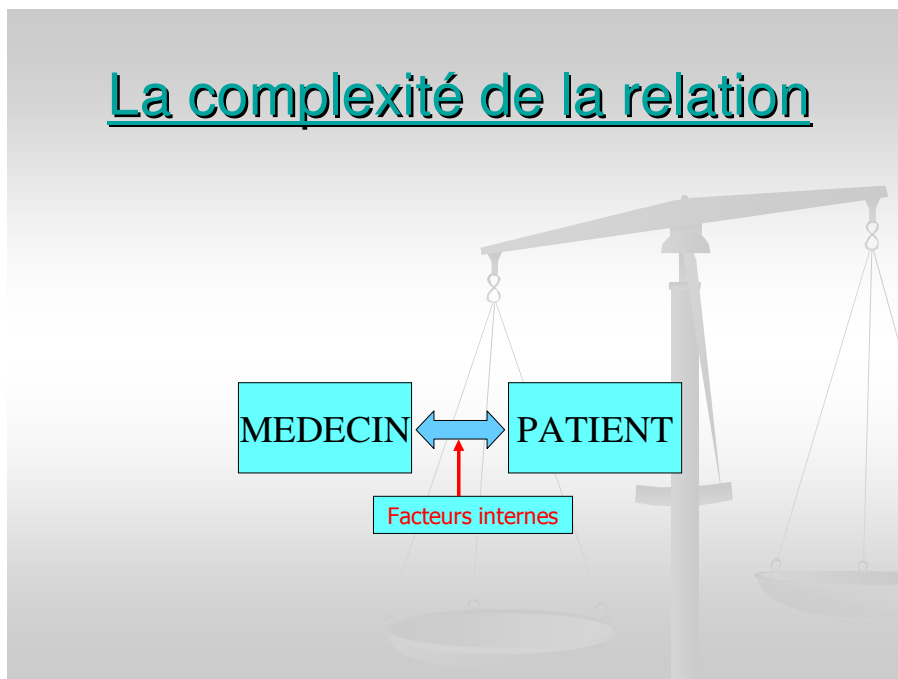 La complexité de la relation
MEDECIN
PATIENT
Facteurs internes